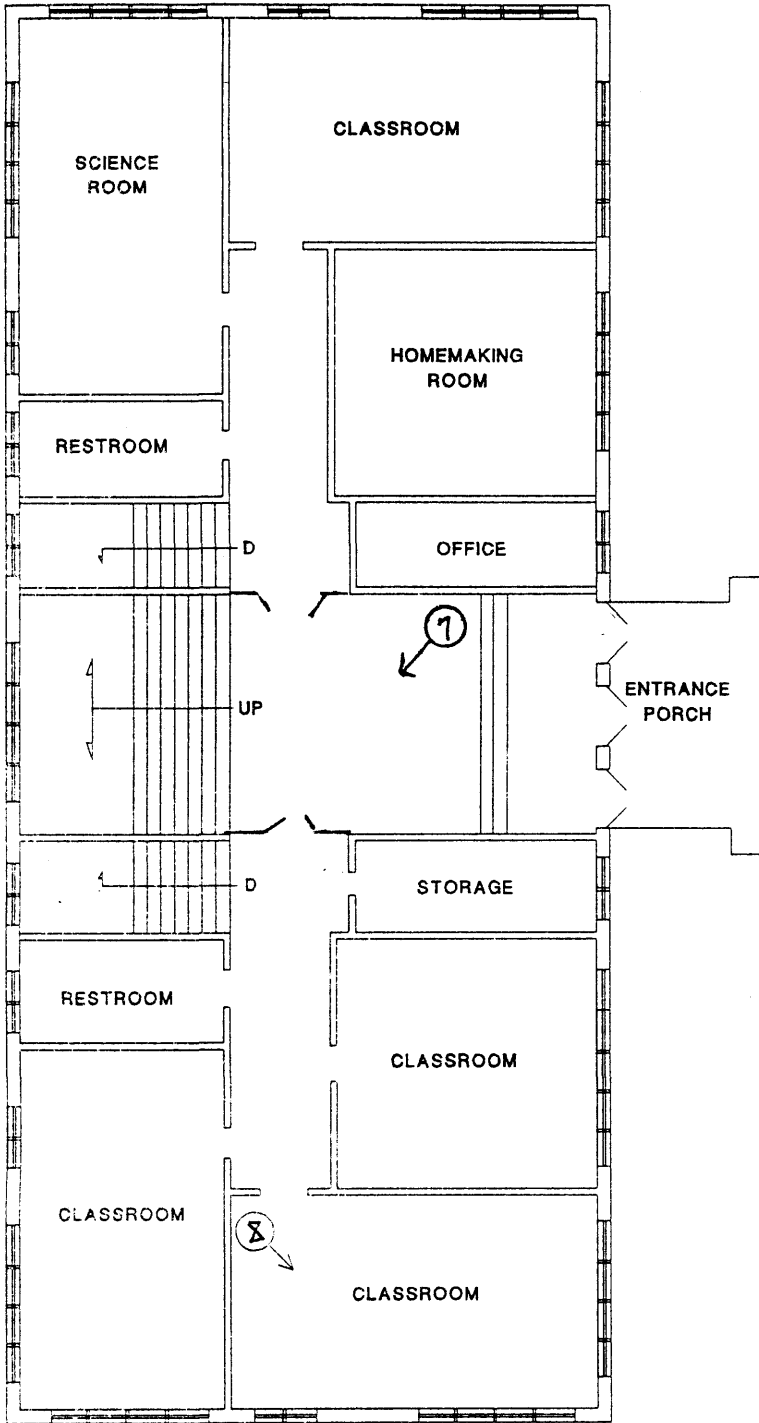 CLASSROOM
SCIENCE
ROOM
HOMEMAKING
ROOM
RESTROOM
D
OFFICE
7
ENTRANCE
PORCH
UP
D
STORAGE
RESTROOM
CLASSROOM
CLASSROOM
8
CLASSROOM